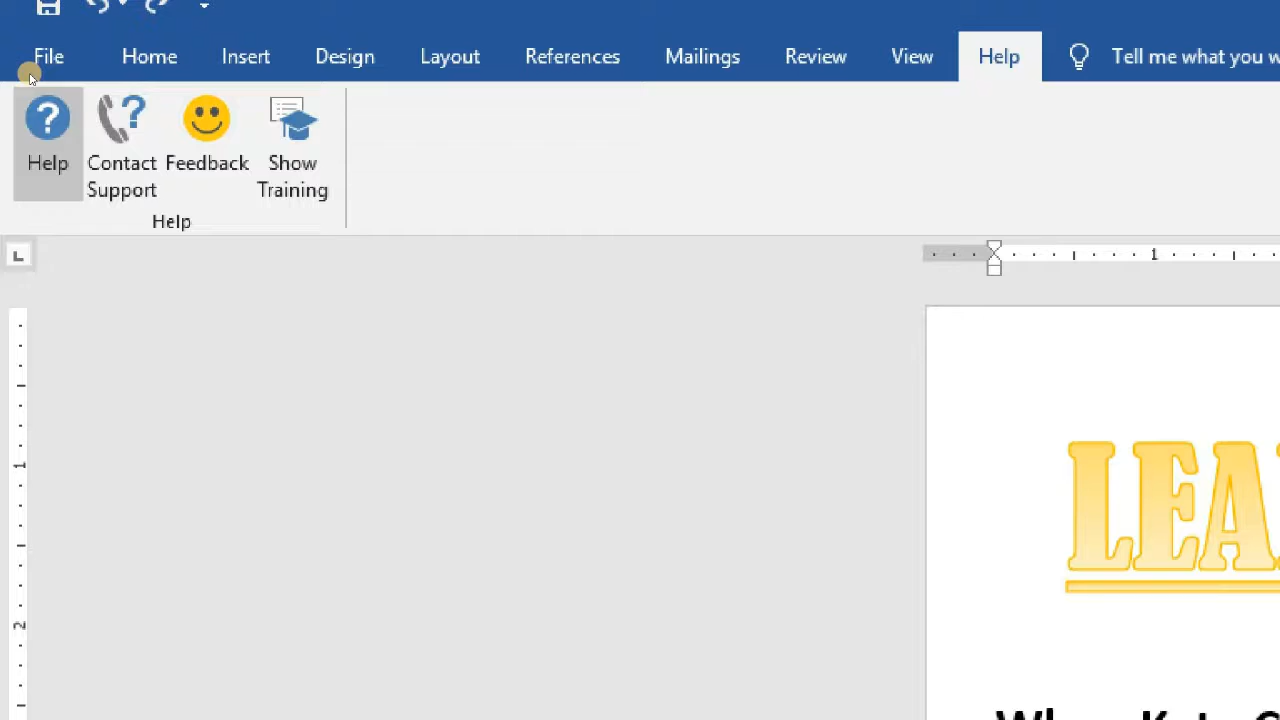 File Home Insert Design Layout References Mailings Review View Help Tell me what you
Help Contact Support Feedback Show Training
Help
1
1
2